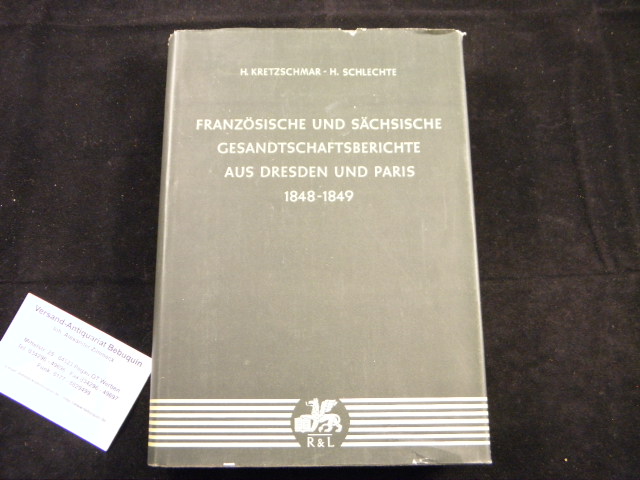 H. KRETZSCHMAR - H. SCHLECHTE
FRANZÖSISCHE UND SÄCHSISCHE
GESANDTSCHAFTSBERICHTE
AUS DRESDEN UND PARIS
1848-1849
R & L
Versand-Antiquariat Bebuquin